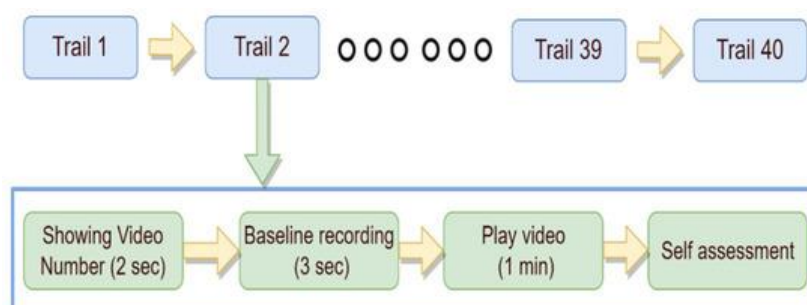 Trail 1
Trail 2
Trail 39
Trail 40
Showing Video
Number (2 sec)
Baseline recording
(3 sec)
Play video
(1 min)
Self assessment